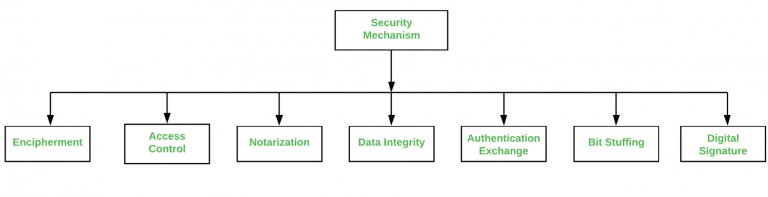 Security
Mechanism
Encipherment
Access
Control
Notarization
Data Integrity
Authentication
Exchange
Bit Stuffing
Digital
Signature